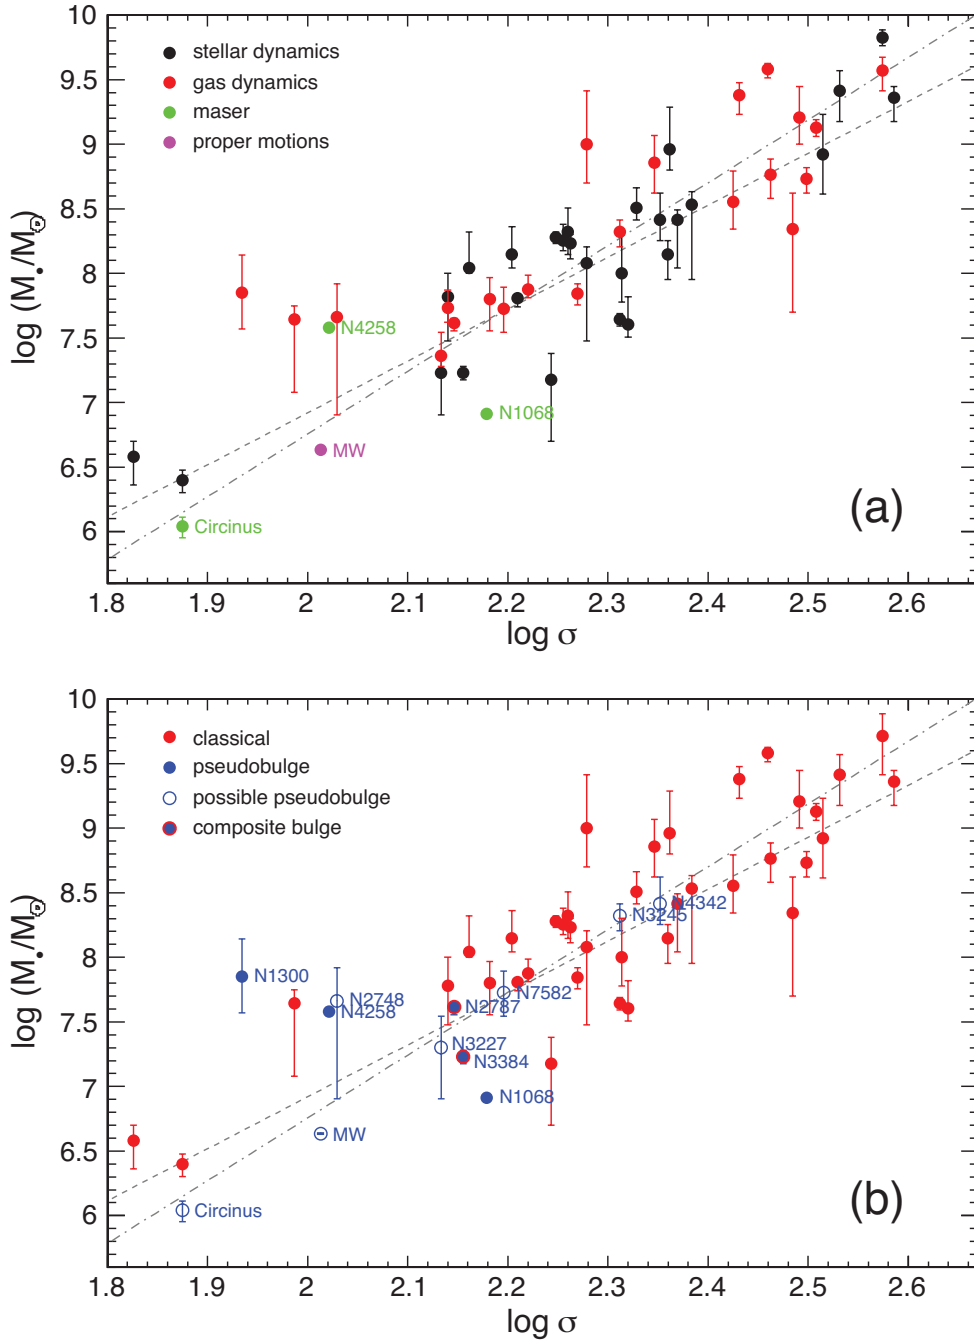 10
stellar dynamics
gas dynamics
9.5
maser
proper motions
9
8.5
8
N4258
7.5
log (M•/M⊙)
7
N1068
MW
6.5
Circinus
6
(a)
1.8 1.9 2 2.1 2.2 2.3 2.4 2.5 2.6
log σ
10
classical
9.5
pseudobulge
possible pseudobulge
composite bulge
9
8.5
N4342
N3245
8
N1300
N7582
N2748
N4258
N2787
7.5
log (M•/M⊙)
N3227
N3384
7
N1068
MW
6.5
Circinus
6
(b)
1.8 1.9 2 2.1 2.2 2.3 2.4 2.5 2.6
log σ